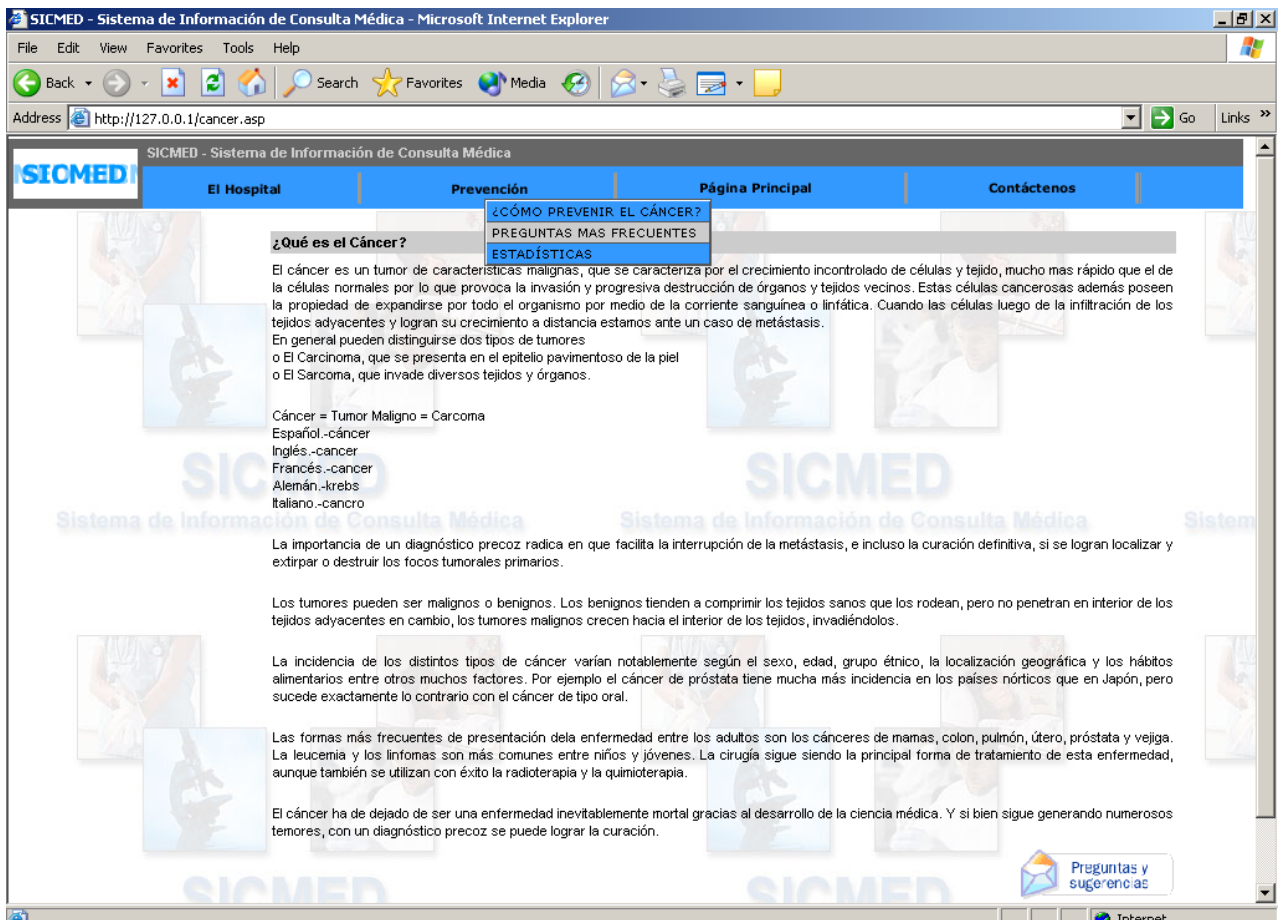 SICMED - Sistema de Información de Consulta Médica - Microsoft Internet Explorer
File Edit View Favorites Tools Help
Back Search Favorites Media
Address http://127.0.0.1/cancer.asp Go Links »
SICMED - Sistema de Información de Consulta Médica
SICMED
El Hospital Prevención Página Principal Contáctenos
¿CÓMO PREVENIR EL CÁNCER?
PREGUNTAS MAS FRECUENTES
ESTADÍSTICAS
¿Qué es el Cáncer?
El cáncer es un tumor de características malignas, que se caracteriza por el crecimiento incontrolado de células y tejido, mucho mas rápido que el de
la células normales por lo que provoca la invasión y progresiva destrucción de órganos y tejidos vecinos. Estas células cancerosas además poseen
la propiedad de expandirse por todo el organismo por medio de la corriente sanguínea o linfática. Cuando las células luego de la infiltración de los
tejidos adyacentes y logran su crecimiento a distancia estamos ante un caso de metástasis.
En general pueden distinguirse dos tipos de tumores
o El Carcinoma, que se presenta en el epitelio pavimentoso de la piel
o El Sarcoma, que invade diversos tejidos y órganos.
Cáncer = Tumor Maligno = Carcoma
Español.-cáncer
Inglés.-cancer
Francés.-cancer
Alemán.-krebs
Italiano.-cancro
SICMED SICMED
Sistema de Información de Consulta Médica Sistema de Información de Consulta Médica Sistem
La importancia de un diagnóstico precoz radica en que facilita la interrupción de la metástasis, e incluso la curación definitiva, si se logran localizar y
extirpar o destruir los focos tumorales primarios.
Los tumores pueden ser malignos o benignos. Los benignos tienden a comprimir los tejidos sanos que los rodean, pero no penetran en interior de los
tejidos adyacentes en cambio, los tumores malignos crecen hacia el interior de los tejidos, invadiéndolos.
La incidencia de los distintos tipos de cáncer varían notablemente según el sexo, edad, grupo étnico, la localización geográfica y los hábitos
alimentarios entre otros muchos factores. Por ejemplo el cáncer de próstata tiene mucha más incidencia en los países nórticos que en Japón, pero
sucede exactamente lo contrario con el cáncer de tipo oral.
Las formas más frecuentes de presentación dela enfermedad entre los adultos son los cánceres de mamas, colon, pulmón, útero, próstata y vejiga.
La leucemia y los linfomas son más comunes entre niños y jóvenes. La cirugía sigue siendo la principal forma de tratamiento de esta enfermedad,
aunque también se utilizan con éxito la radioterapia y la quimioterapia.
El cáncer ha de dejado de ser una enfermedad inevitablemente mortal gracias al desarrollo de la ciencia médica. Y si bien sigue generando numerosos
temores, con un diagnóstico precoz se puede lograr la curación.
Preguntas y
sugerencias
SICMED SICMED
Internet